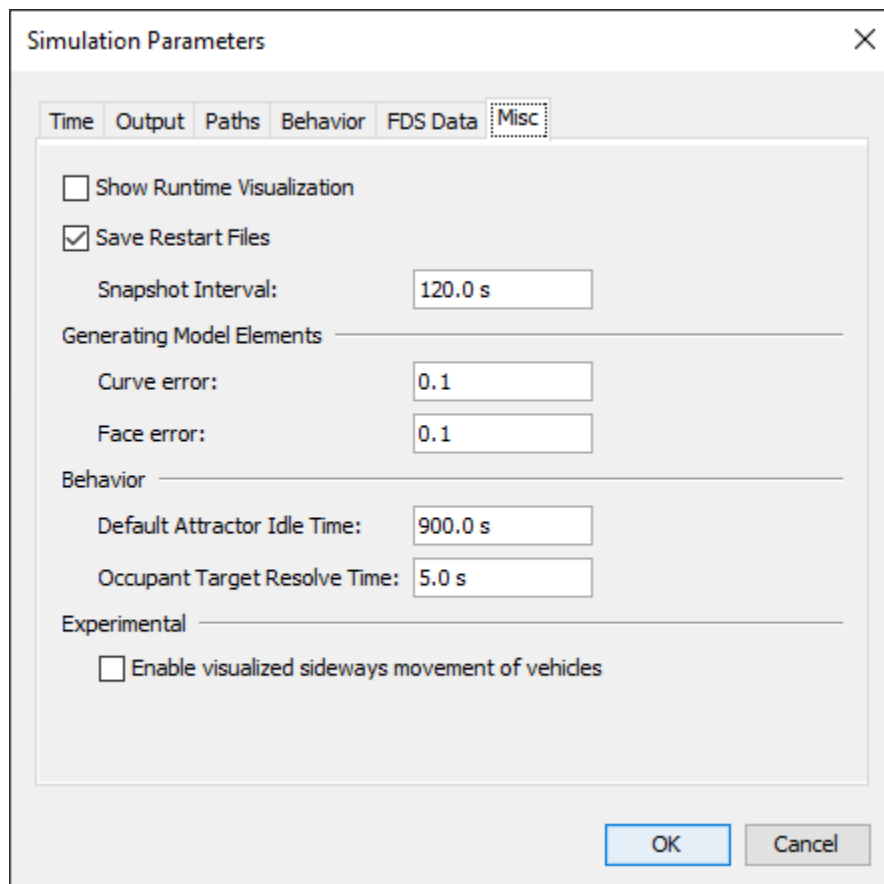 Simulation Parameters
Time Output Paths Behavior FDS Data Misc
Show Runtime Visualization
Save Restart Files
Snapshot Interval: 120.0 s
Generating Model Elements
Curve error: 0.1
Face error: 0.1
Behavior
Default Attractor Idle Time: 900.0 s
Occupant Target Resolve Time: 5.0 s
Experimental
Enable visualized sideways movement of vehicles
OK Cancel